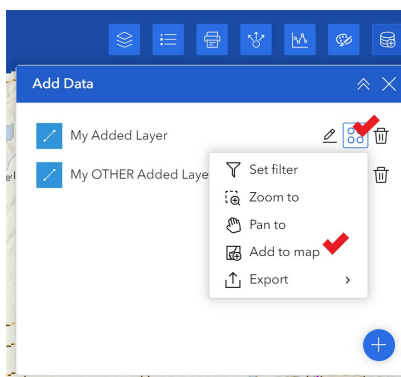 Add Data
My Added Layer
My OTHER Added Laye
Set filter
Zoom to
Pan to
Add to map
Export